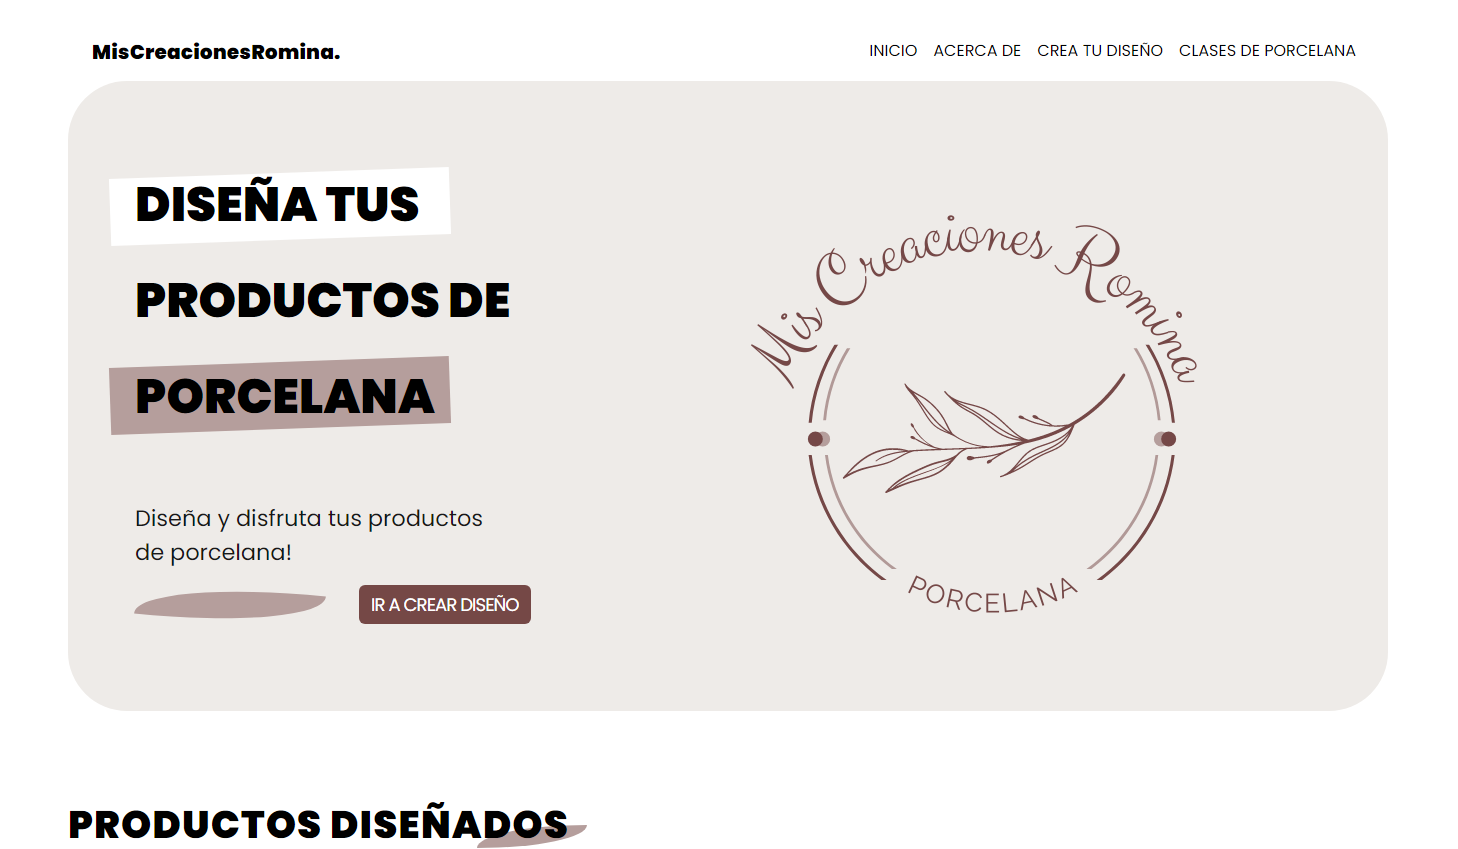 MisCreacionesRomina.
INICIO ACERCA DE CREA TU DISEÑO CLASES DE PORCELANA
DISEÑA TUS
PRODUCTOS DE
PORCELANA
Diseña y disfruta tus productos
de porcelana!
IR A CREAR DISEÑO
Mis Creaciones Romina
PORCELANA
PRODUCTOS DISEÑADOS